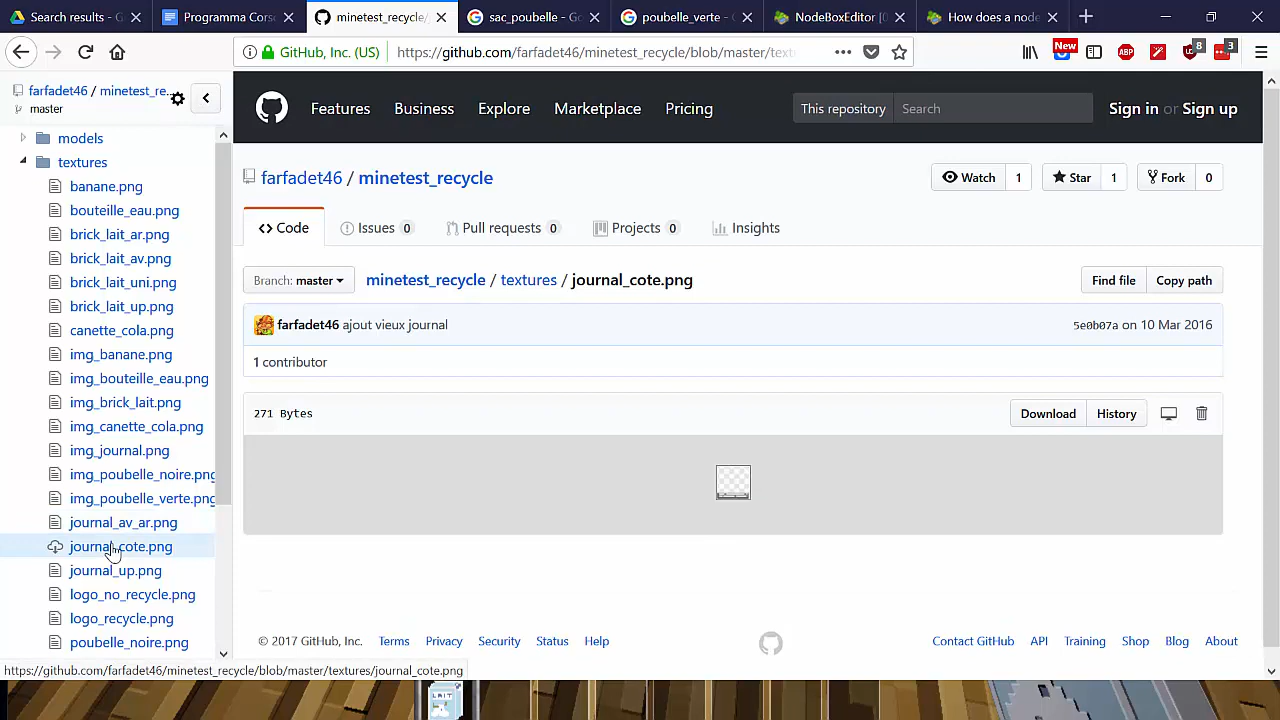 Search results - G
Programma Cors
minetest_recycle/
sac_poubelle - Go
poubelle_verte - G
NodeBoxEditor [0
How does a node
GitHub, Inc. (US)
https://github.com/farfadet46/minetest_recycle/blob/master/text
New
ABP
8
3
farfadet46 / minetest_re...
master
models
textures
banane.png
bouteille_eau.png
brick_lait_ar.png
brick_lait_av.png
brick_lait_uni.png
brick_lait_up.png
canette_cola.png
img_banane.png
img_bouteille_eau.png
img_brick_lait.png
img_canette_cola.png
img_journal.png
img_poubelle_noire.png
img_poubelle_verte.png
journal_av_ar.png
journal_cote.png
journal_up.png
logo_no_recycle.png
logo_recycle.png
poubelle_noire.png
Features Business Explore Marketplace Pricing
This repository Search
Sign in or Sign up
farfadet46 / minetest_recycle
Watch 1 Star 1 Fork 0
Code Issues 0 Pull requests 0 Projects 0 Insights
Branch: master minetest_recycle / textures / journal_cote.png Find file Copy path
farfadet46 ajout vieux journal 5e0b07a on 10 Mar 2016
1 contributor
271 Bytes Download History
© 2017 GitHub, Inc. Terms Privacy Security Status Help
Contact GitHub API Training Shop Blog About
https://github.com/farfadet46/minetest_recycle/blob/master/textures/journal_cote.png
LAIT